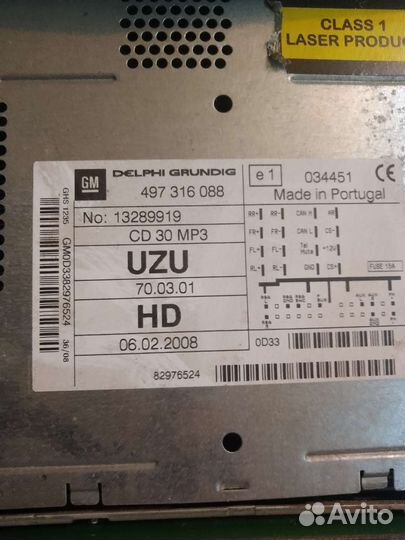 CLASS 1
LASER PRODUC
GM
DELPHI GRUNDIG
497 316 088
e 1
034451
CE
Made in Portugal
No: 13289919
CD 30 MP3
UZU
70.03.01
HD
06.02.2008
82976524
GHS 1235
GM0D3382976524
36/08
RR+ RR- CAN H AR
FR+ FR- CAN L CS-
FL+ FL- Tel Mute +12V
RL+ RL- GND CS+
FUSE 15A
0D33
Avito